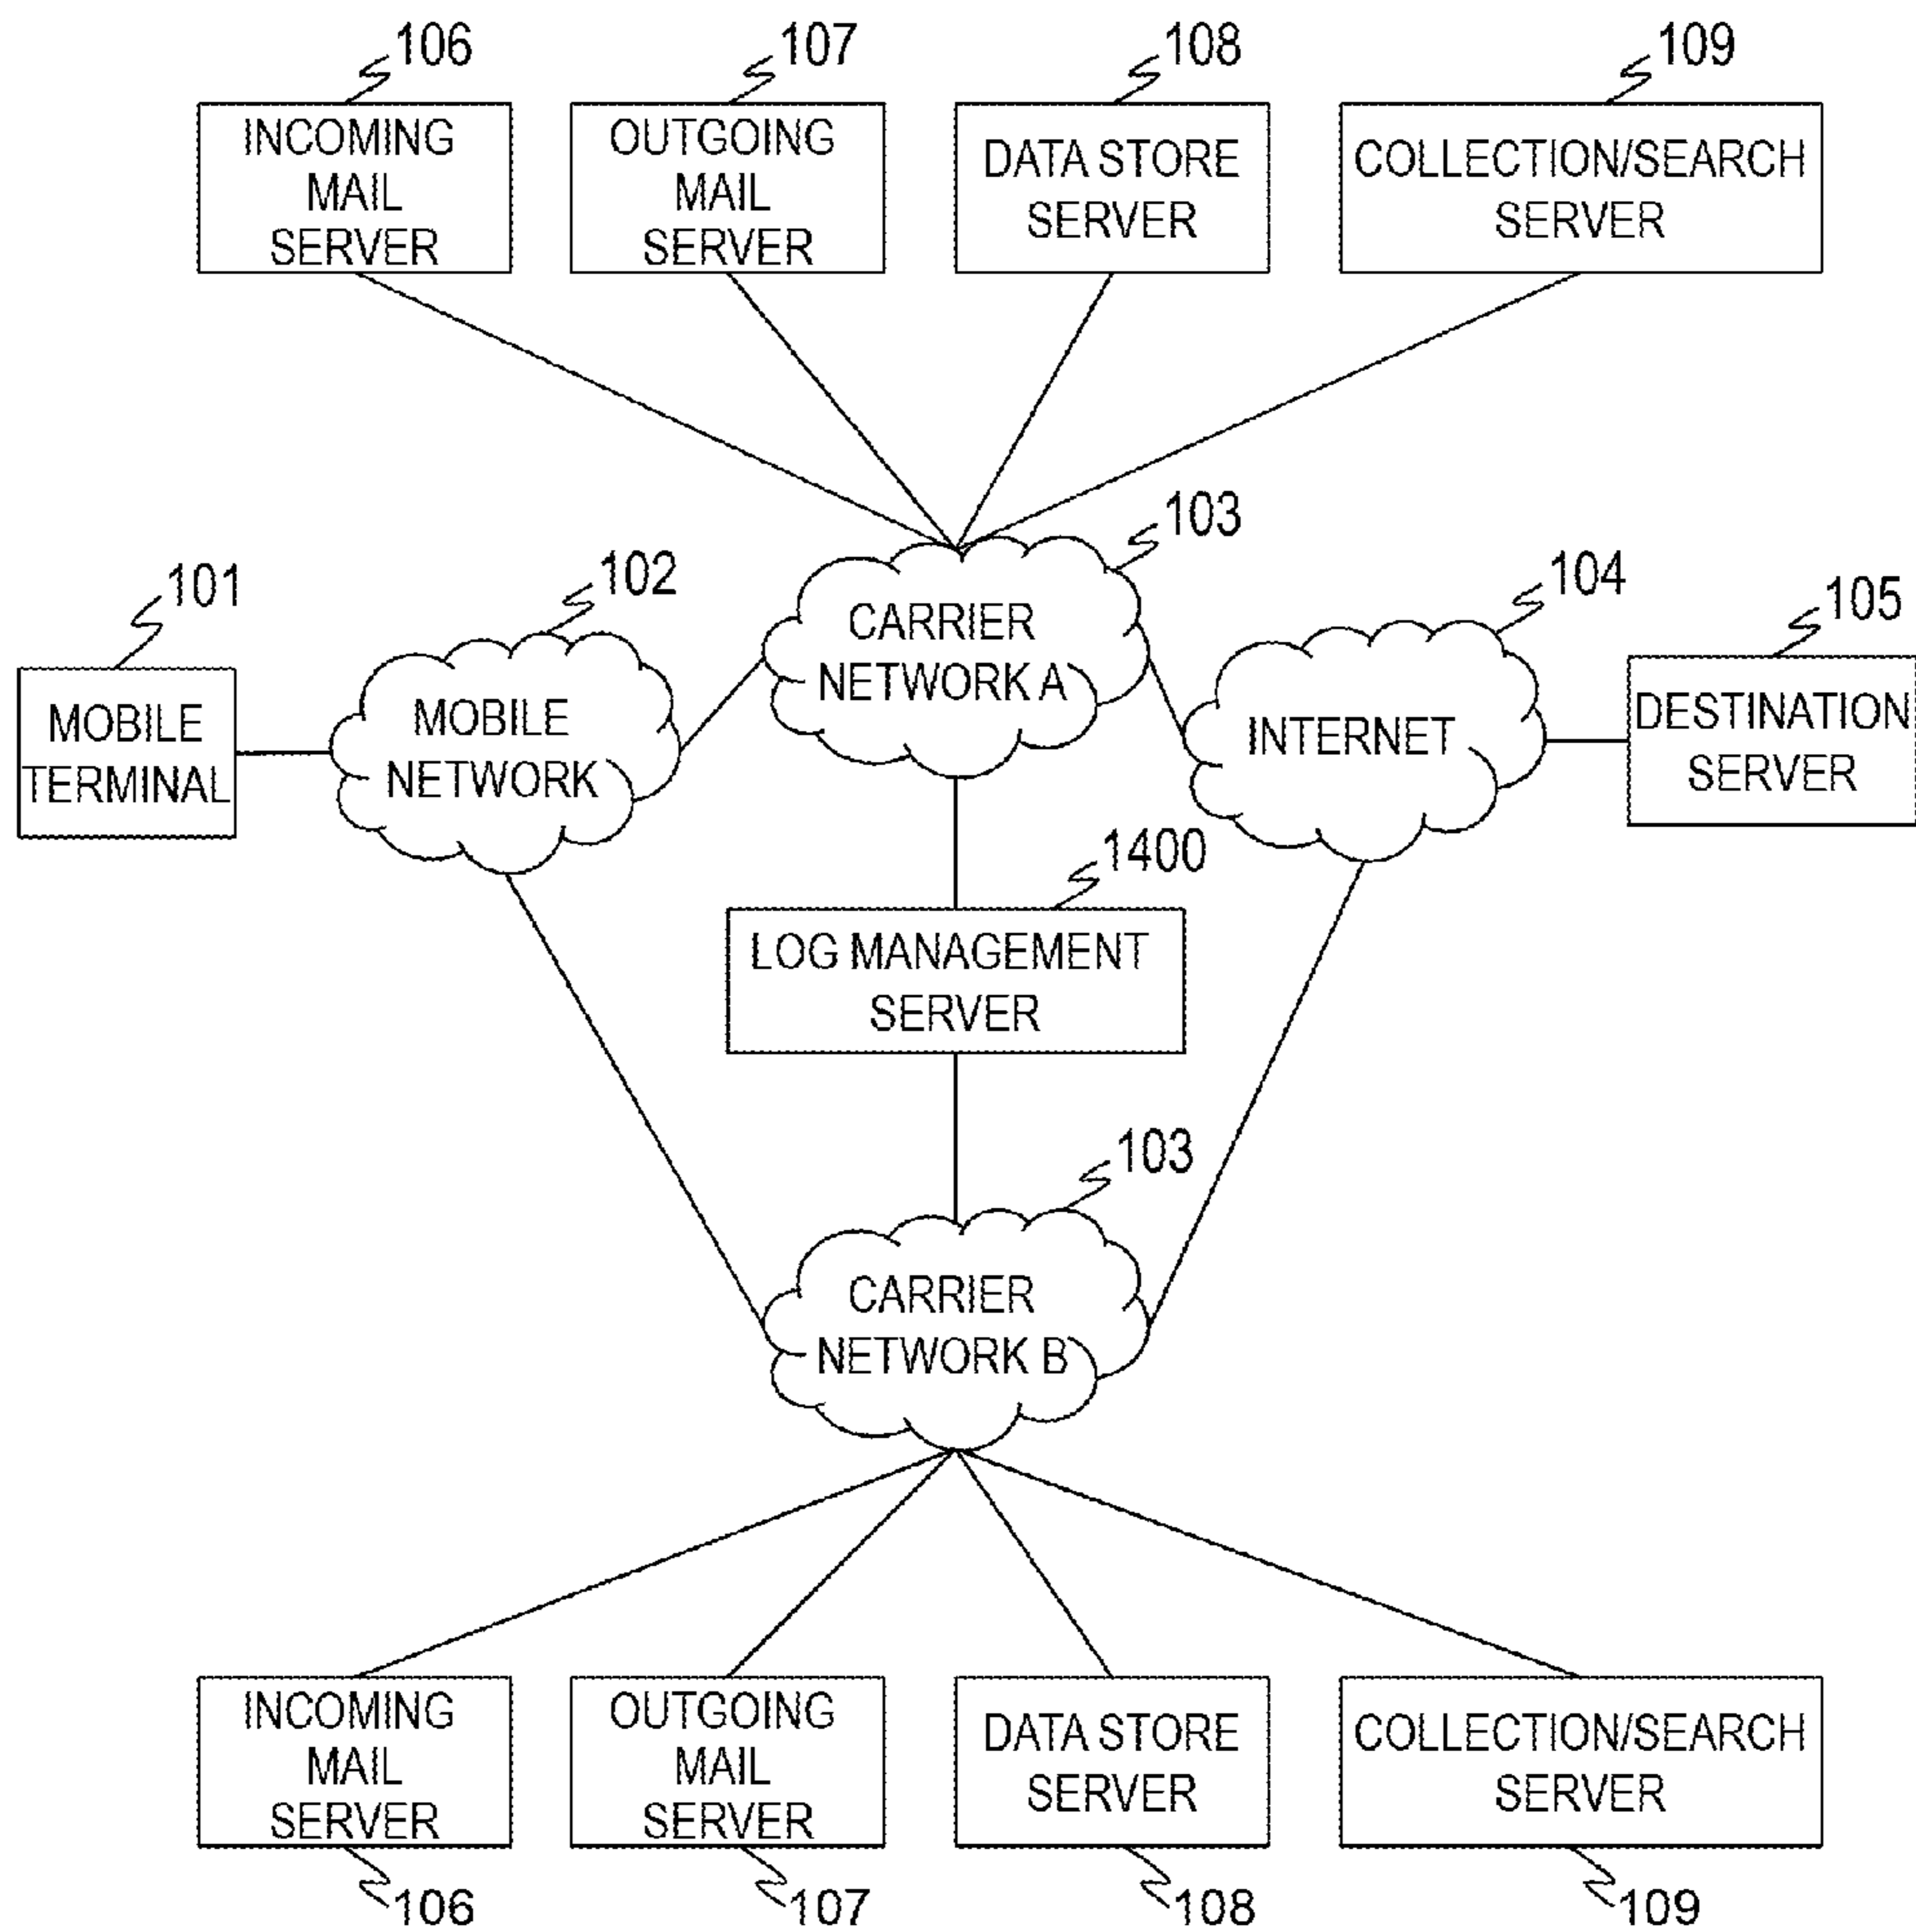 106
107
108
109
INCOMING
MAIL
SERVER
OUTGOING
MAIL
SERVER
DATA STORE
SERVER
COLLECTION/SEARCH
SERVER
103
CARRIER
NETWORK A
101
MOBILE
TERMINAL
102
MOBILE
NETWORK
104
INTERNET
105
DESTINATION
SERVER
1400
LOG MANAGEMENT
SERVER
103
CARRIER
NETWORK B
INCOMING
MAIL
SERVER
OUTGOING
MAIL
SERVER
DATA STORE
SERVER
COLLECTION/SEARCH
SERVER
106
107
108
109